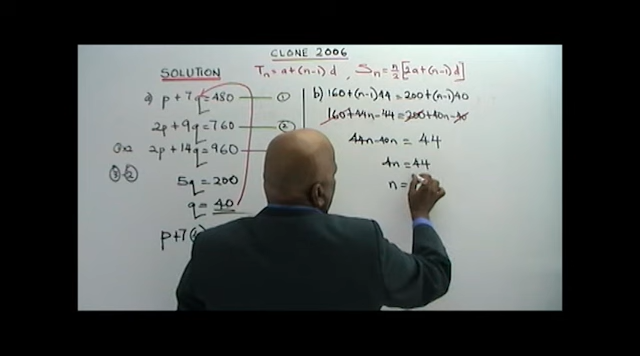 CLONE 2006
SOLUTION
Tn = a+(n-1)d , Sn = n/2[2a+(n-1)d]
a) p+7q=480 ①
2p+9q=760 ②
①x2 2p+14q=960
③-② 5q=200
q=40
p+7(
b) 160+(n-1)44=200+(n-1)40
160+44n-44=200+40n-40
44n-40n = 44
4n=44
n=